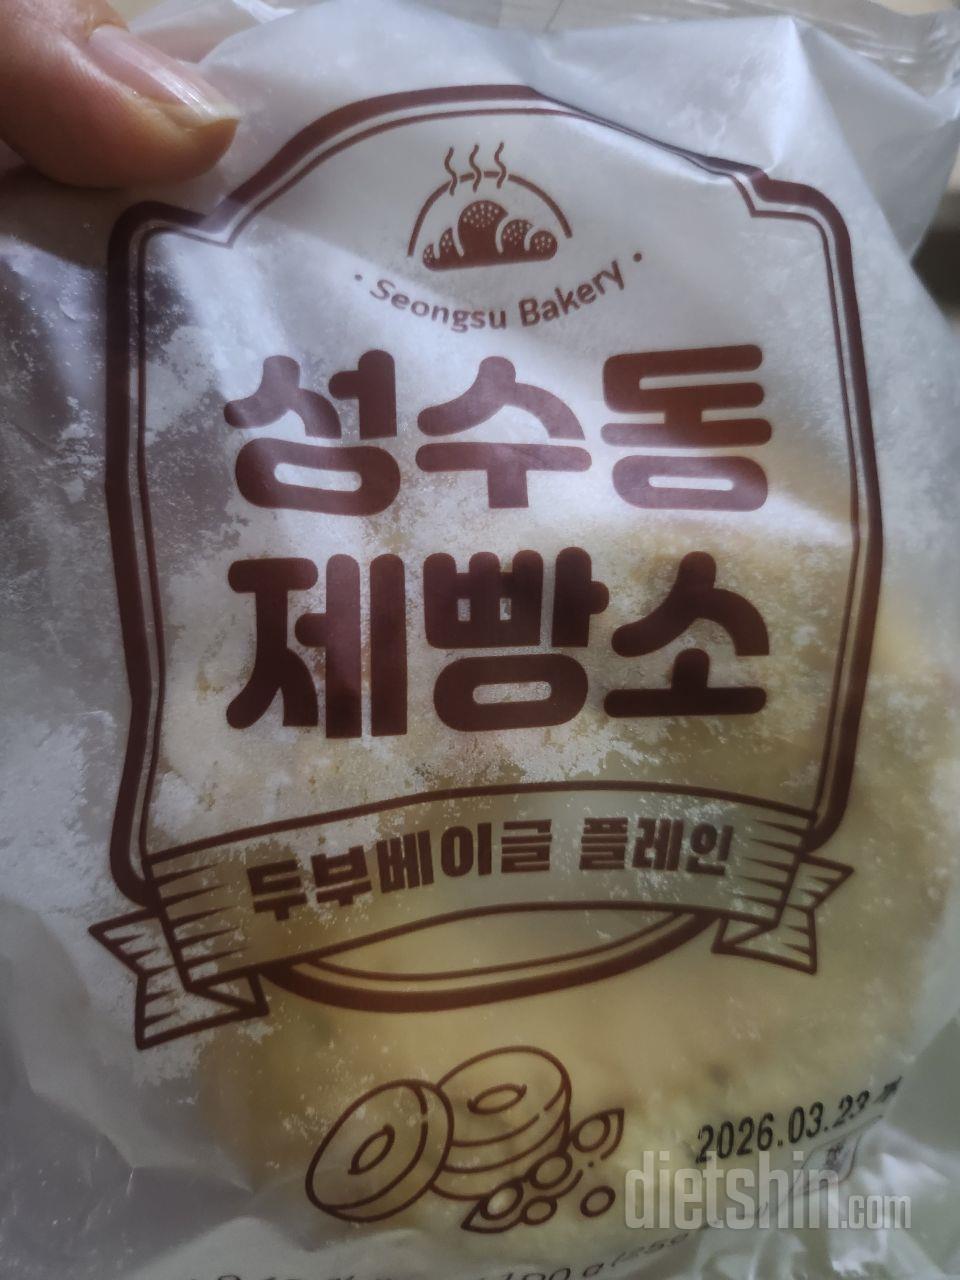 · Seongsu Bakery ·
성수동
제빵소
두부베이글 플레인
2026.03.23
dietshin.com